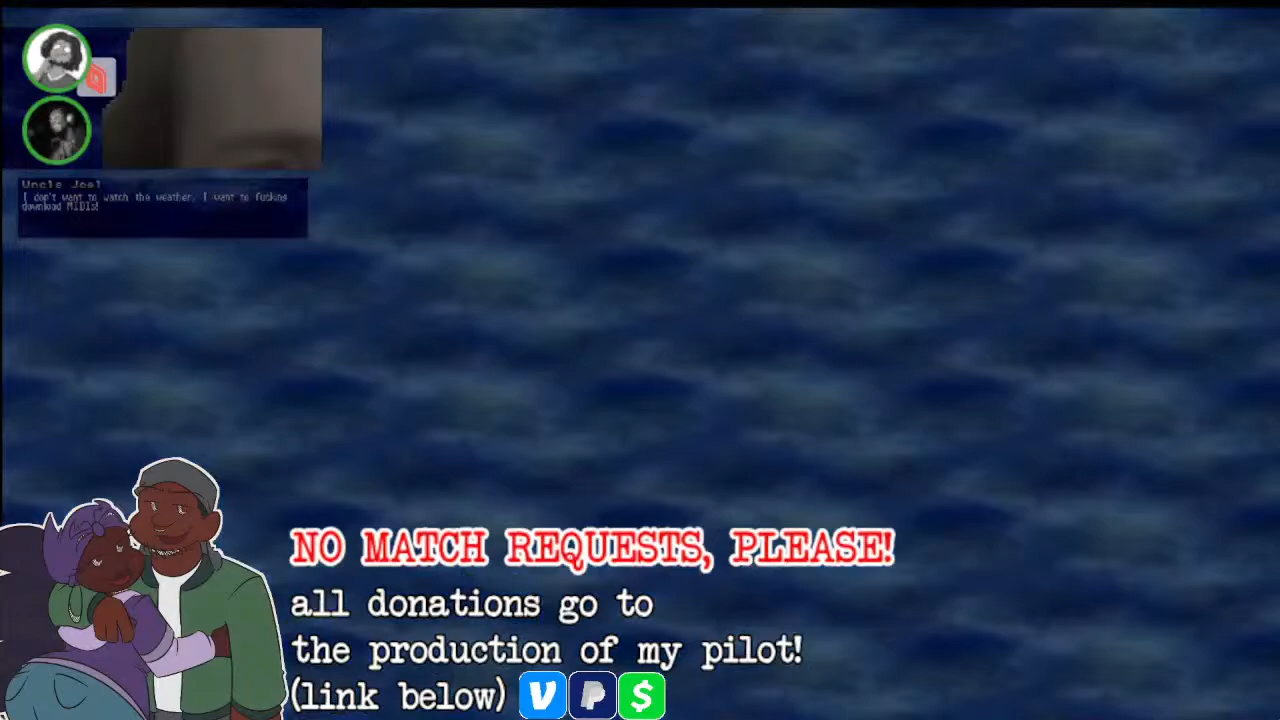 Uncle Joel
I don't want to watch the weather, I want to fucking
download MIDIs!
NO MATCH REQUESTS, PLEASE!
all donations go to
the production of my pilot!
(link below)